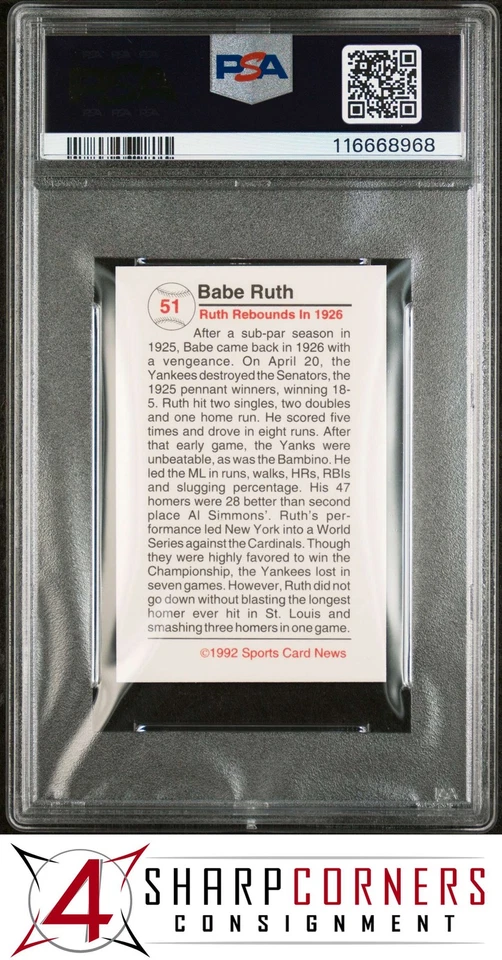 PSA
116668968
51
Babe Ruth
Ruth Rebounds In 1926
After a sub-par season in
1925, Babe came back in 1926 with
a vengeance. On April 20, the
Yankees destroyed the Senators, the
1925 pennant winners, winning 18-
5. Ruth hit two singles, two doubles
and one home run. He scored five
times and drove in eight runs. After
that early game, the Yanks were
unbeatable, as was the Bambino. He
led the ML in runs, walks, HRs, RBIs
and slugging percentage. His 47
homers were 28 better than second
place Al Simmons'. Ruth's per-
formance led New York into a World
Series against the Cardinals. Though
they were highly favored to win the
Championship, the Yankees lost in
seven games. However, Ruth did not
go down without blasting the longest
homer ever hit in St. Louis and
smashing three homers in one game.
©1992 Sports Card News
PSA
4
SHARPCORNERS
CONSIGNMENT